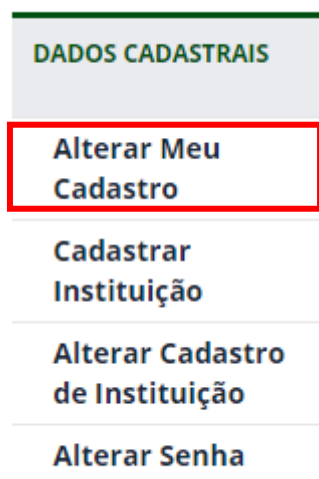 DADOS CADASTRAIS
Alterar Meu
Cadastro
Cadastrar
Instituição
Alterar Cadastro
de Instituição
Alterar Senha